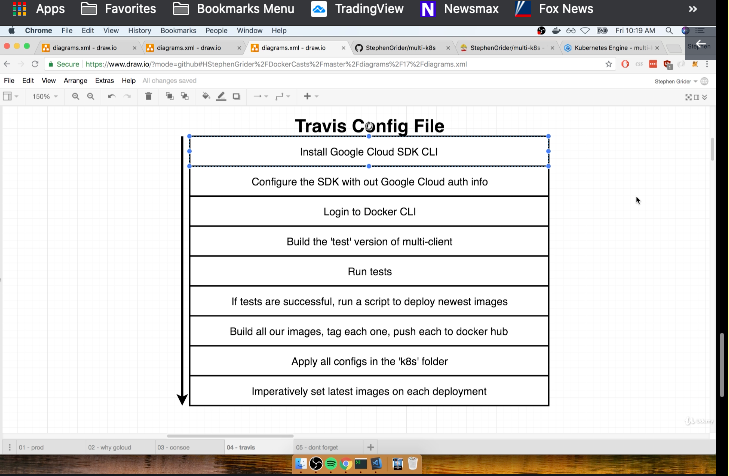 Apps Favorites Bookmarks Menu TradingView Newsmax Fox News »
Chrome File Edit View History Bookmarks People Window Help Fri 10:19 AM
diagrams.xml - draw.io diagrams.xml - draw.io diagrams.xml - draw.io StephenGrider/multi-k8s StephenGrider/multi-k8s Kubernetes Engine - multi-
Secure https://www.draw.io/?mode=github#HStephenGrider%2FDockerCasts%2Fmaster%2Fdiagrams%2F17%2Fdiagrams.xml
File Edit View Arrange Extras Help All changes saved Stephen Grider
150%
Travis Config File
Install Google Cloud SDK CLI
Configure the SDK with out Google Cloud auth info
Login to Docker CLI
Build the 'test' version of multi-client
Run tests
If tests are successful, run a script to deploy newest images
Build all our images, tag each one, push each to docker hub
Apply all configs in the 'k8s' folder
Imperatively set latest images on each deployment
01 - prod 02 - why gcloud 03 - consoe 04 - travis 05 - dont forget